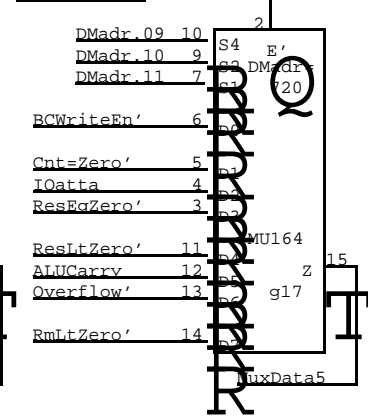 2
DMadr.09 10 S4 E'
DMadr.10 9 S2 DMadr=
DMadr.11 7 S1 720
BCWriteEn' 6 D0
Cnt=Zero' 5 D1
IOatta 4 D2
ResEqZero' 3 D3
MU164
ResLtZero' 11 D4
15
ALUCarry 12 D5 Z
Overflow' 13 D6 g17
RmLtZero' 14 D7
MuxData5